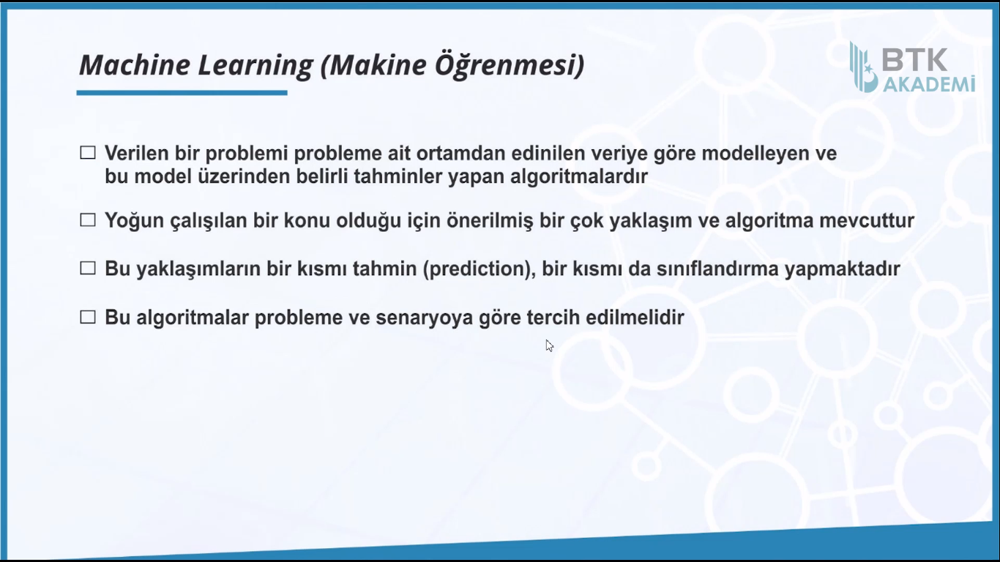 Machine Learning (Makine Öğrenmesi)
BTK
AKADEMİ
☐ Verilen bir problemi probleme ait ortamdan edinilen veriye göre modelleyen ve
bu model üzerinden belirli tahminler yapan algoritmalardır
☐ Yoğun çalışılan bir konu olduğu için önerilmiş bir çok yaklaşım ve algoritma mevcuttur
☐ Bu yaklaşımların bir kısmı tahmin (prediction), bir kısmı da sınıflandırma yapmaktadır
☐ Bu algoritmalar probleme ve senaryoya göre tercih edilmelidir